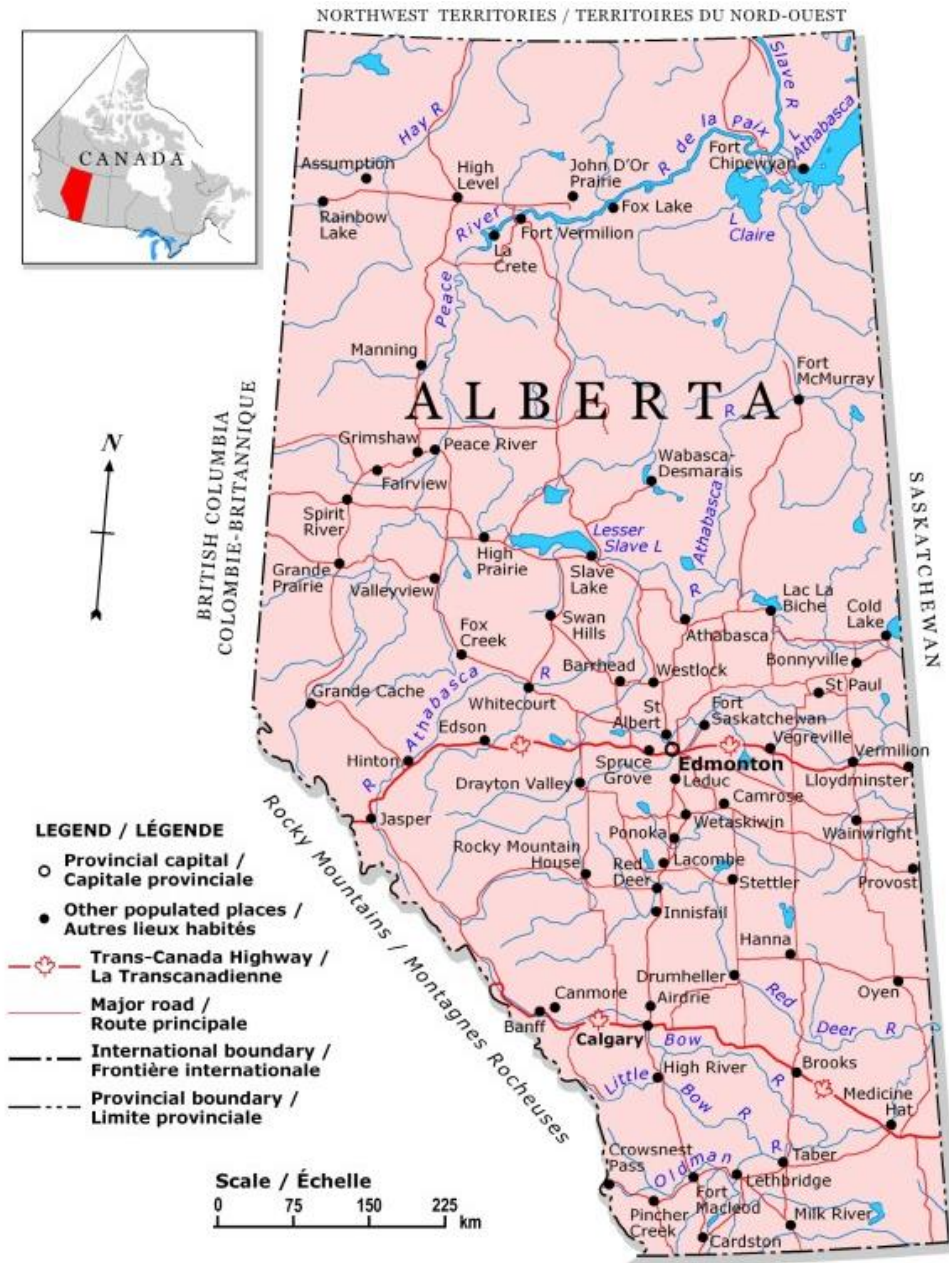 NORTHWEST TERRITORIES / TERRITOIRES DU NORD-OUEST
CANADA
Slave R
Hay R
R de la Paix
L Athabasca
Fort
Chipewyan
Assumption
High
Level
John D'Or
Prairie
Rainbow
Lake
Fox Lake
L
Claire
Peace River
Fort Vermilion
La
Crete
Manning
Fort
McMurray
ALBERTA
BRITISH COLUMBIA
COLOMBIE-BRITANNIQUE
SASKATCHEWAN
N
Grimshaw
Peace River
Fairview
Wabasca-
Desmarais
Athabasca R
Spirit
River
Lesser
Slave L
High
Prairie
Slave
Lake
Grande
Prairie
Valleyview
R
Lac La
Biche
Cold
Lake
Swan
Hills
Athabasca
Fox
Creek
Barrhead
Westlock
Bonnyville
St Paul
Grande Cache
R Athabasca R
Whitecourt
St
Albert
Fort
Saskatchewan
Edson
Vegreville
Vermilion
Hinton
Spruce
Grove
Edmonton
Lloydminster
Drayton Valley
Leduc
Camrose
Jasper
Wetaskiwin
Wainwright
Ponoka
Rocky Mountain
House
Red
Deer
Lacombe
Stettler
Provost
Innisfail
Hanna
Drumheller
Oyen
Rocky Mountains / Montagnes Rocheuses
Canmore
Airdrie
Red Deer R
Banff
Calgary
Bow R
Brooks
High River
Little Bow R
Medicine
Hat
Crowsnest
Pass
Oldman R
Taber
Lethbridge
Fort
Macleod
Pincher
Creek
Milk River
Cardston
LEGEND / LÉGENDE
Provincial capital /
Capitale provinciale
Other populated places /
Autres lieux habités
Trans-Canada Highway /
La Transcanadienne
Major road /
Route principale
International boundary /
Frontière internationale
Provincial boundary /
Limite provinciale
Scale / Échelle
0 75 150 225 km